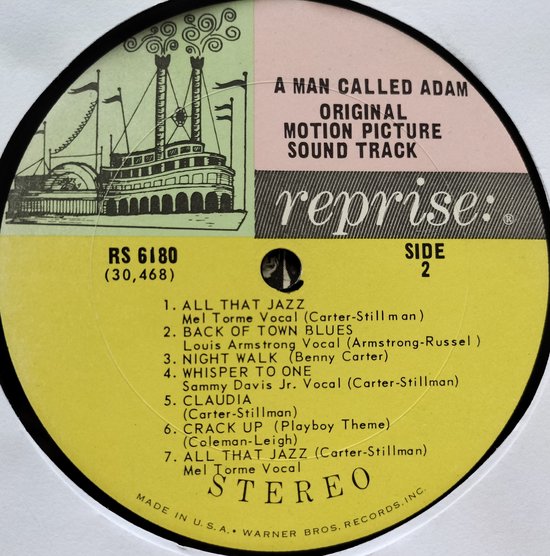 A MAN CALLED ADAM
ORIGINAL
MOTION PICTURE
SOUND TRACK
reprise: ®
RS 6180
(30,468)
SIDE
2
1. ALL THAT JAZZ
Mel Torme Vocal (Carter-Stillman)
2. BACK OF TOWN BLUES
Louis Armstrong Vocal (Armstrong-Russel )
3. NIGHT WALK (Benny Carter)
4. WHISPER TO ONE
Sammy Davis Jr. Vocal (Carter-Stillman)
5. CLAUDIA
(Carter-Stillman)
6. CRACK UP (Playboy Theme)
(Coleman-Leigh)
7. ALL THAT JAZZ (Carter-Stillman)
Mel Torme Vocal
STEREO
MADE IN U.S.A. • WARNER BROS. RECORDS, INC.